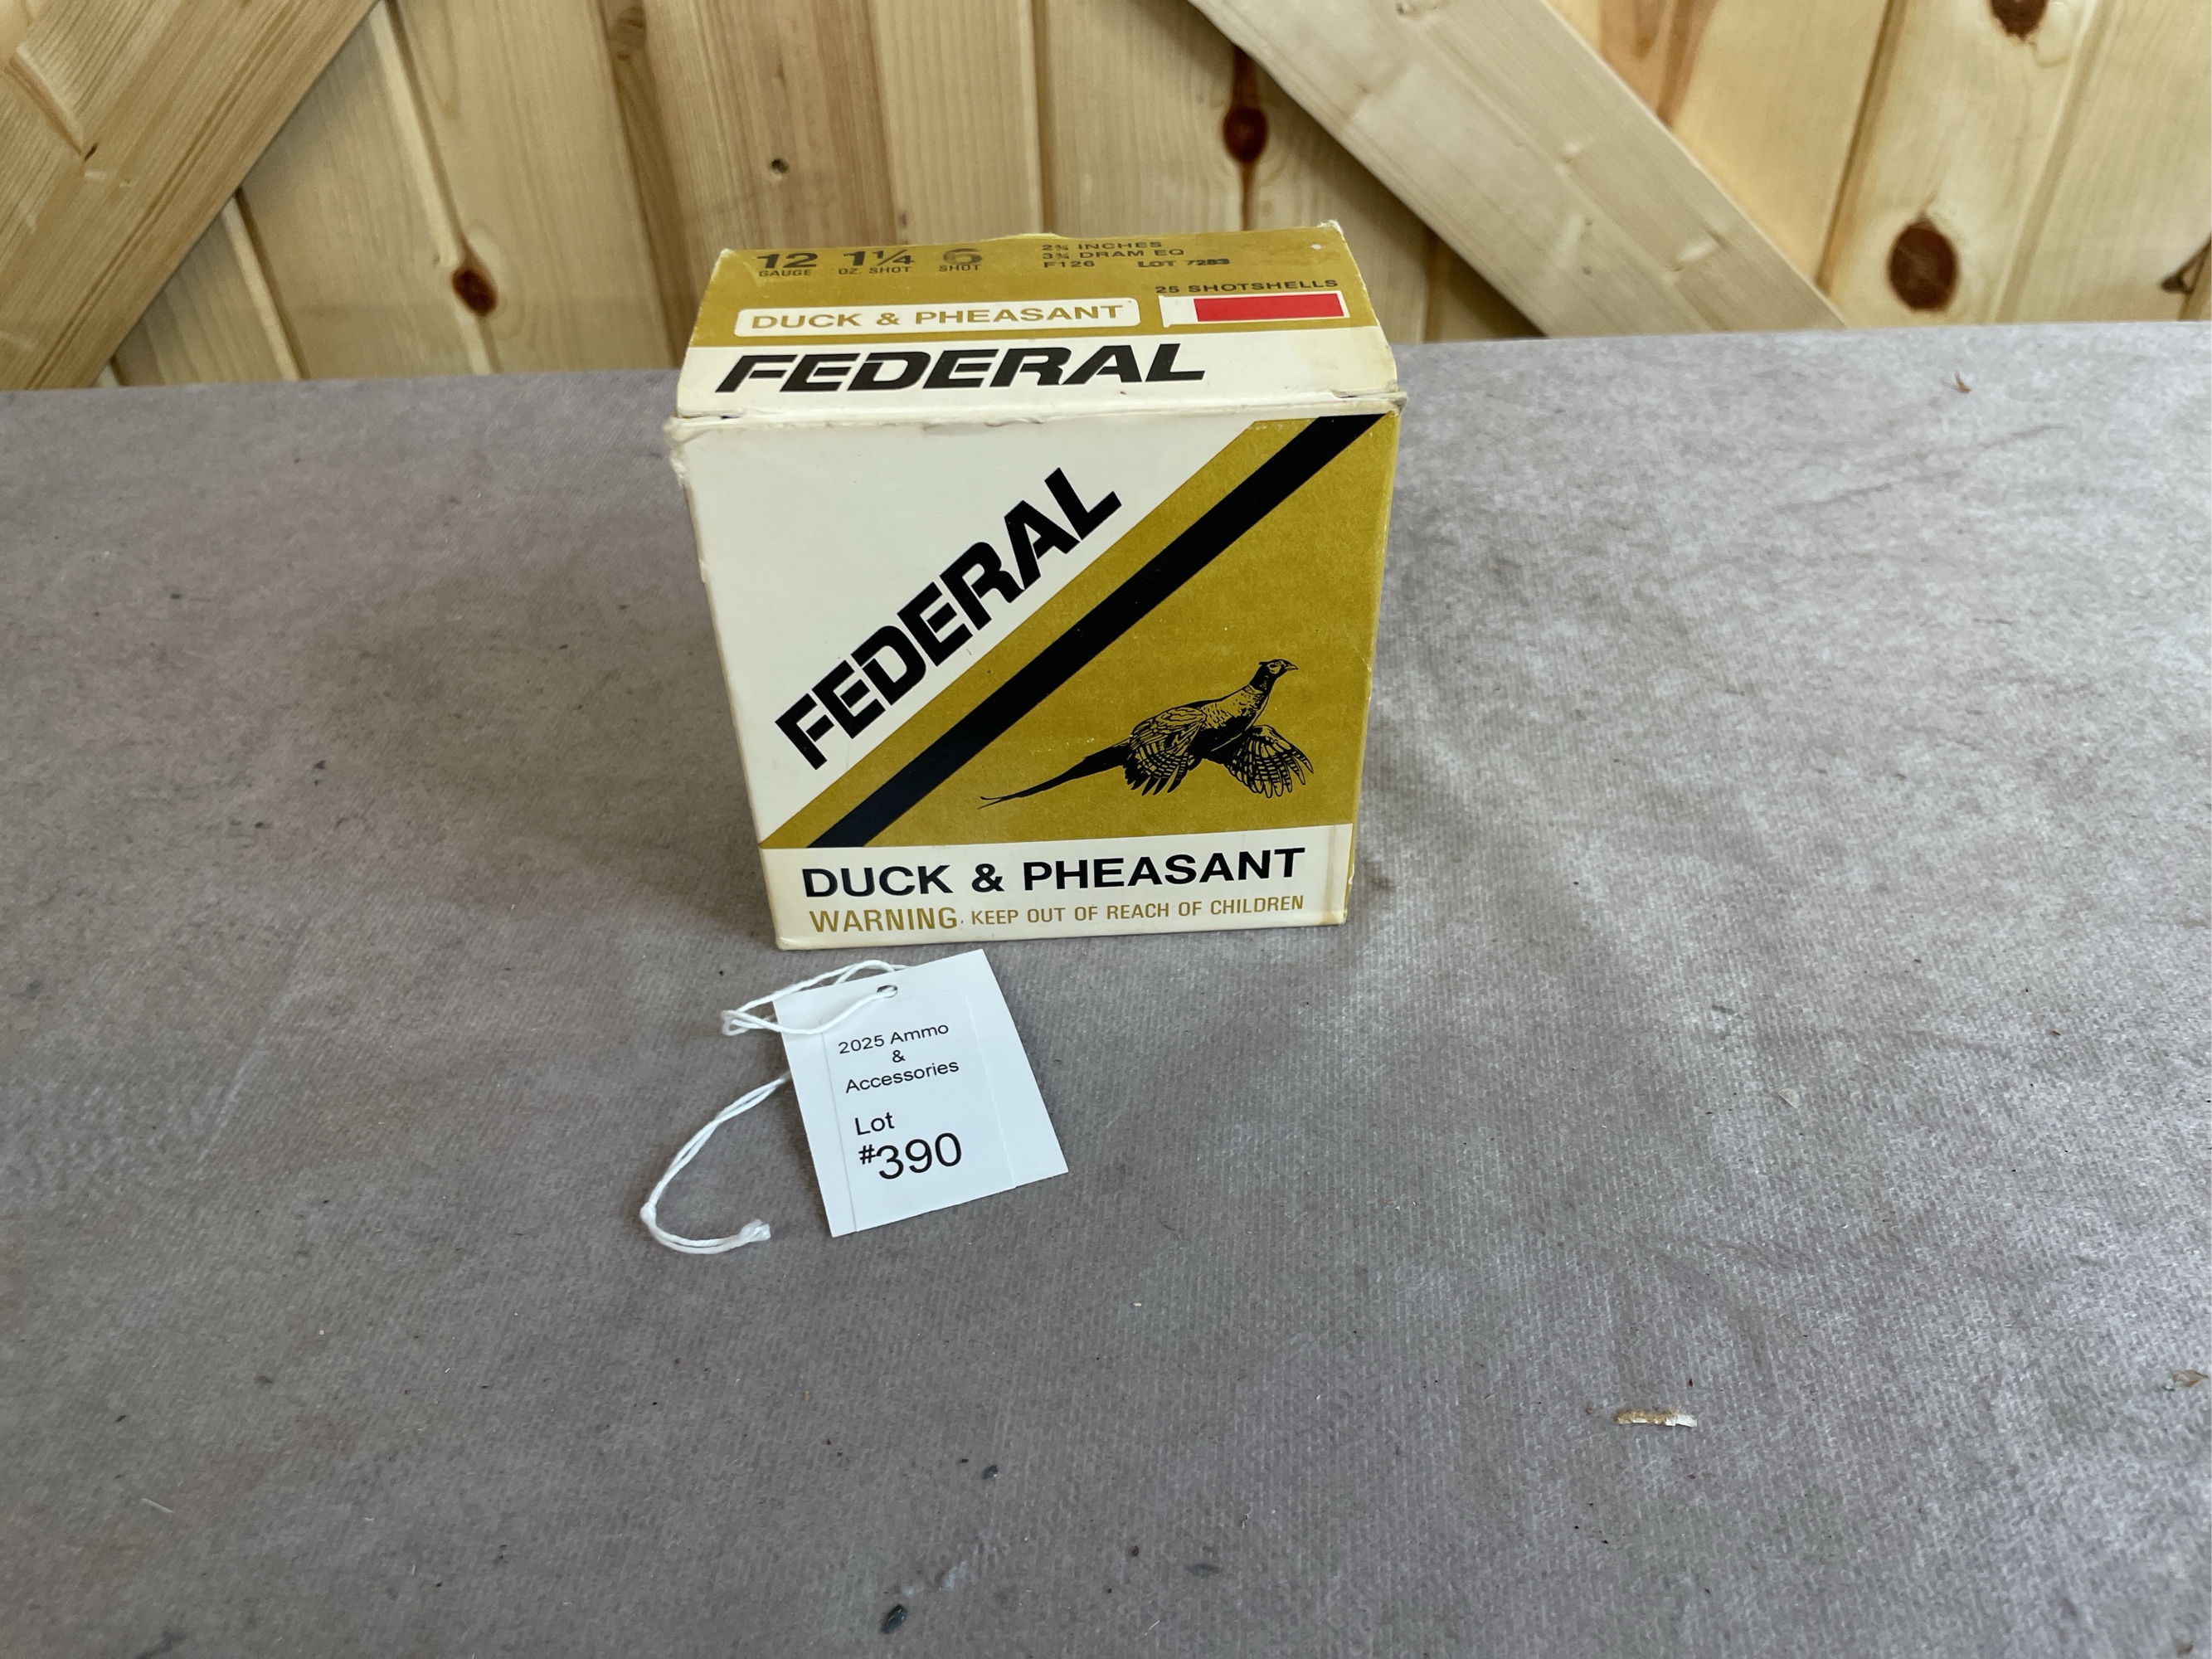 12 1¼ 6
GAUGE OZ. SHOT SHOT
2¾ INCHES
3¾ DRAM EQ
F126 LOT
25 SHOTSHELLS
DUCK & PHEASANT
FEDERAL
FEDERAL
DUCK & PHEASANT
WARNING. KEEP OUT OF REACH OF CHILDREN
2025 Ammo
&
Accessories
Lot
#390